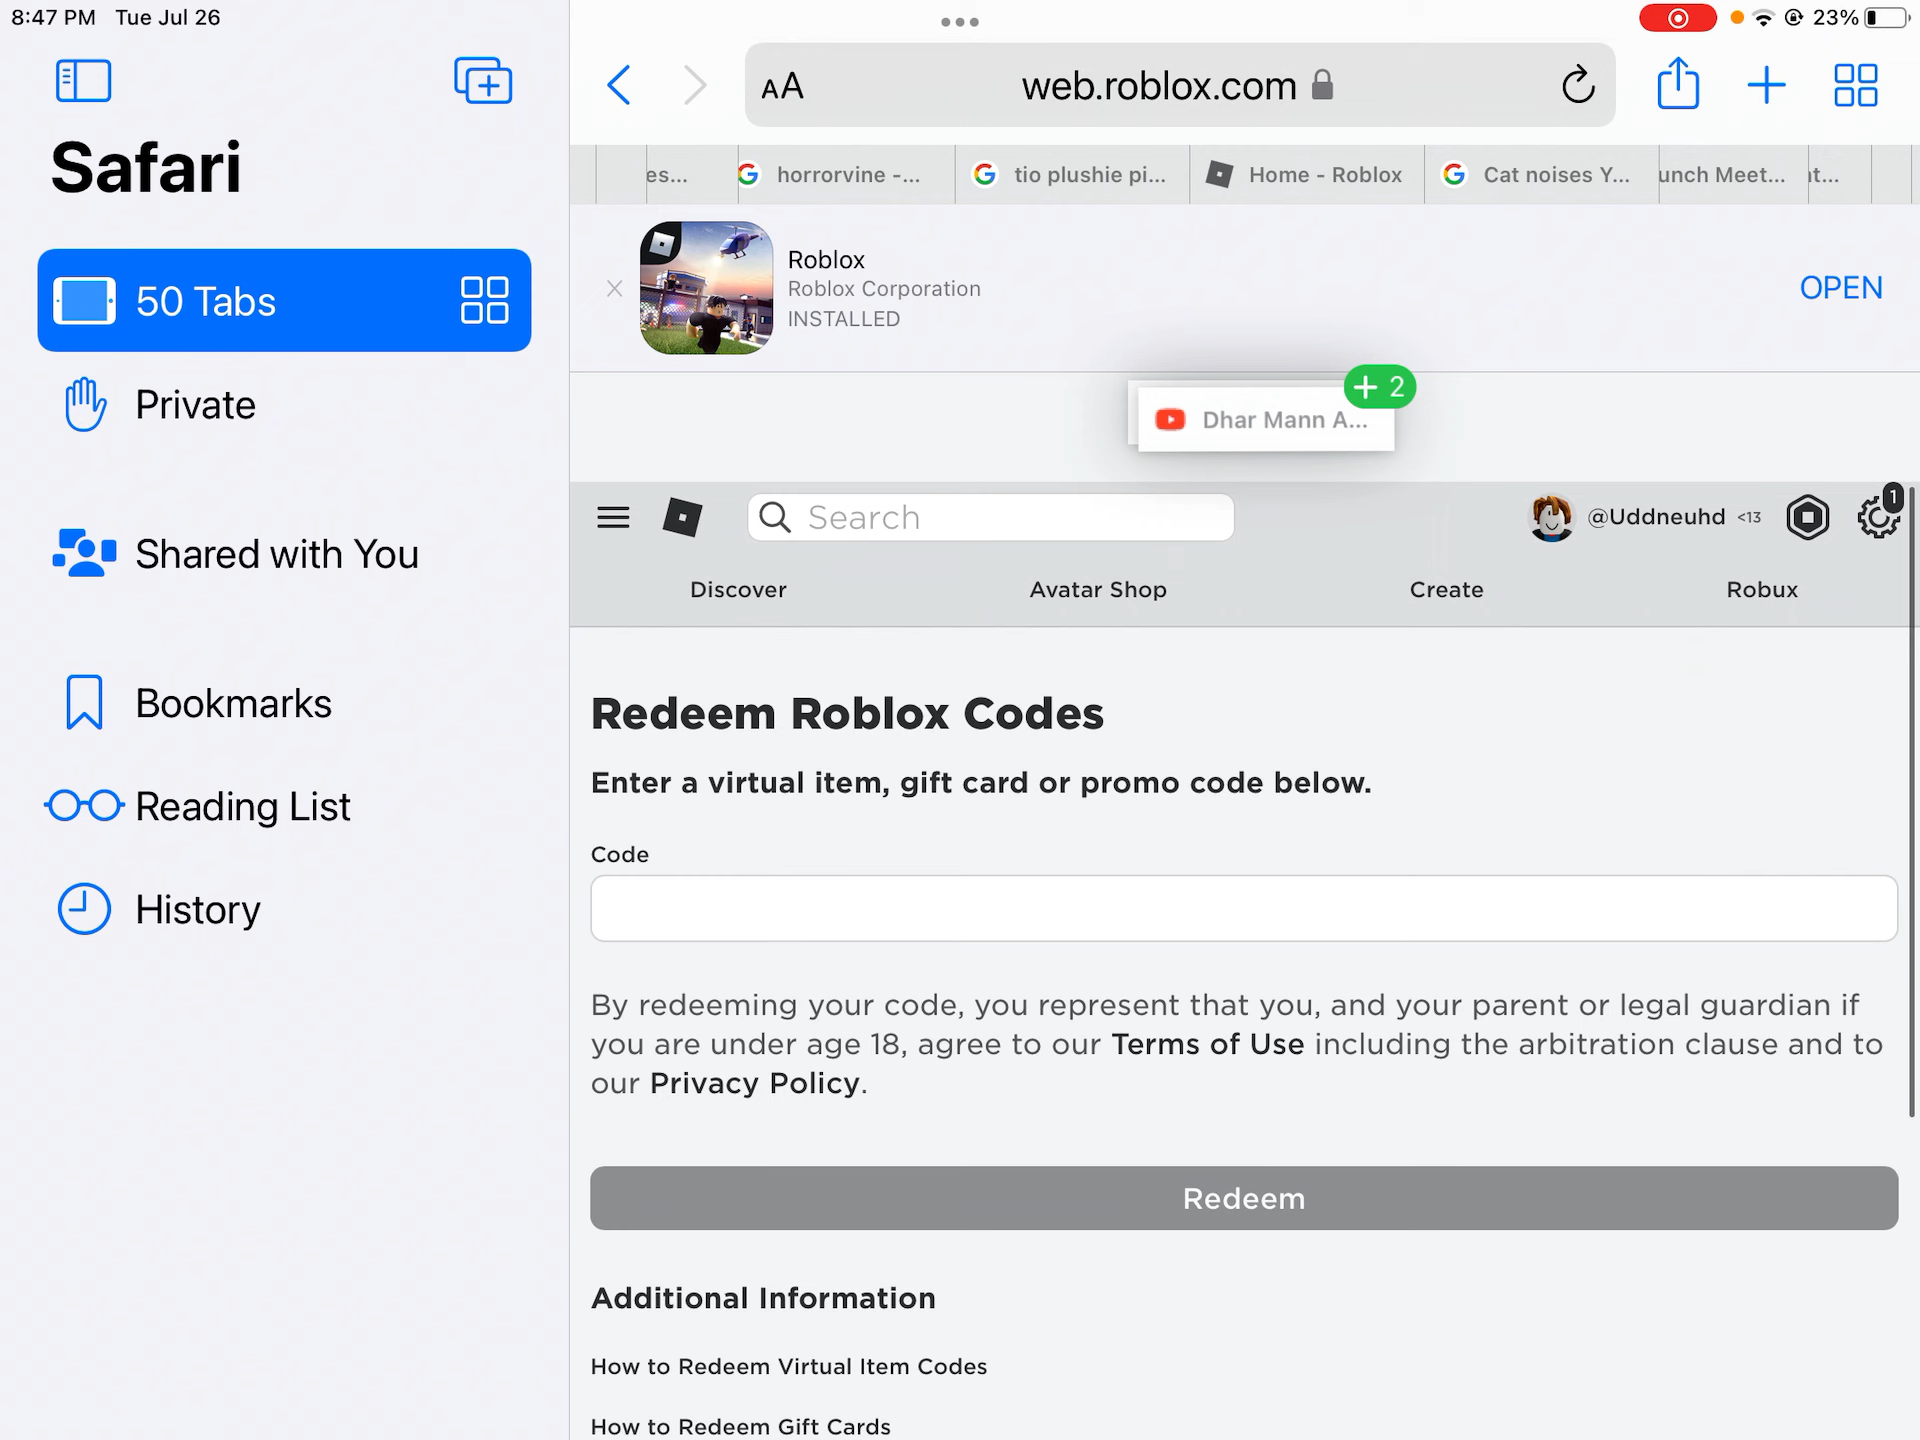 8:47 PM Tue Jul 26
23%
Safari
50 Tabs
Private
Shared with You
Bookmarks
Reading List
History
AA
web.roblox.com
es...
horrorvine -...
tio plushie pi...
Home - Roblox
Cat noises Y...
unch Meet...
nt...
Roblox
Roblox Corporation
INSTALLED
OPEN
+ 2
Dhar Mann A...
Search
@Uddneuhd <13
1
Discover
Avatar Shop
Create
Robux
Redeem Roblox Codes
Enter a virtual item, gift card or promo code below.
Code
By redeeming your code, you represent that you, and your parent or legal guardian if
you are under age 18, agree to our Terms of Use including the arbitration clause and to
our Privacy Policy.
Redeem
Additional Information
How to Redeem Virtual Item Codes
How to Redeem Gift Cards